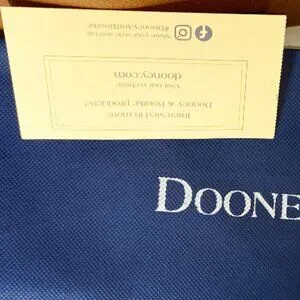 Interested in more
Dooney & Bourke products?
visit our website
dooney.com
*share your style and tag
#DooneyAndBourke
DOONE